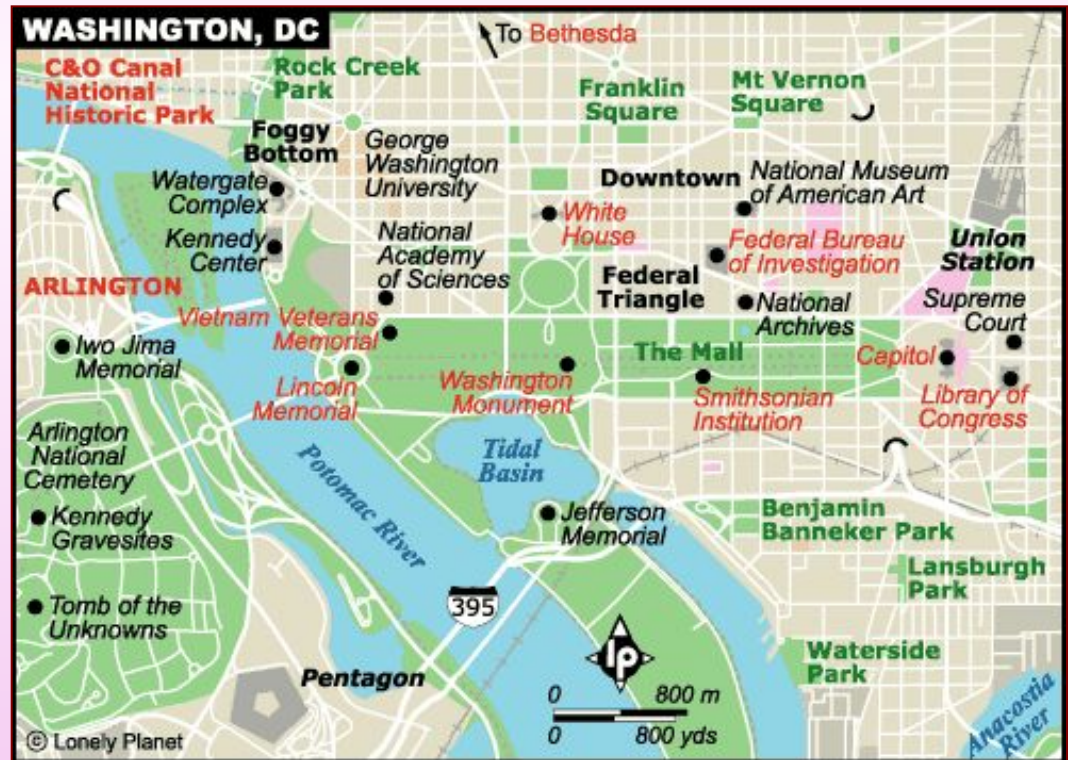 WASHINGTON, DC
To Bethesda
C&O Canal
National
Historic Park
Rock Creek
Park
Franklin
Square
Mt Vernon
Square
Foggy
Bottom
George
Washington
University
Watergate
Complex
Kennedy
Center
National
Academy
of Sciences
White
House
Downtown
National Museum
of American Art
Federal Bureau
of Investigation
Union
Station
Federal
Triangle
National
Archives
Supreme
Court
ARLINGTON
Vietnam Veterans
Memorial
Iwo Jima
Memorial
Lincoln
Memorial
Washington
Monument
The Mall
Smithsonian
Institution
Capitol
Library of
Congress
Arlington
National
Cemetery
Kennedy
Gravesites
Tomb of the
Unknowns
Potomac River
Tidal
Basin
Jefferson
Memorial
Benjamin
Banneker Park
Lansburgh
Park
Waterside
Park
395
Pentagon
lp
0 800 m
0 800 yds
Anacostia
River
© Lonely Planet